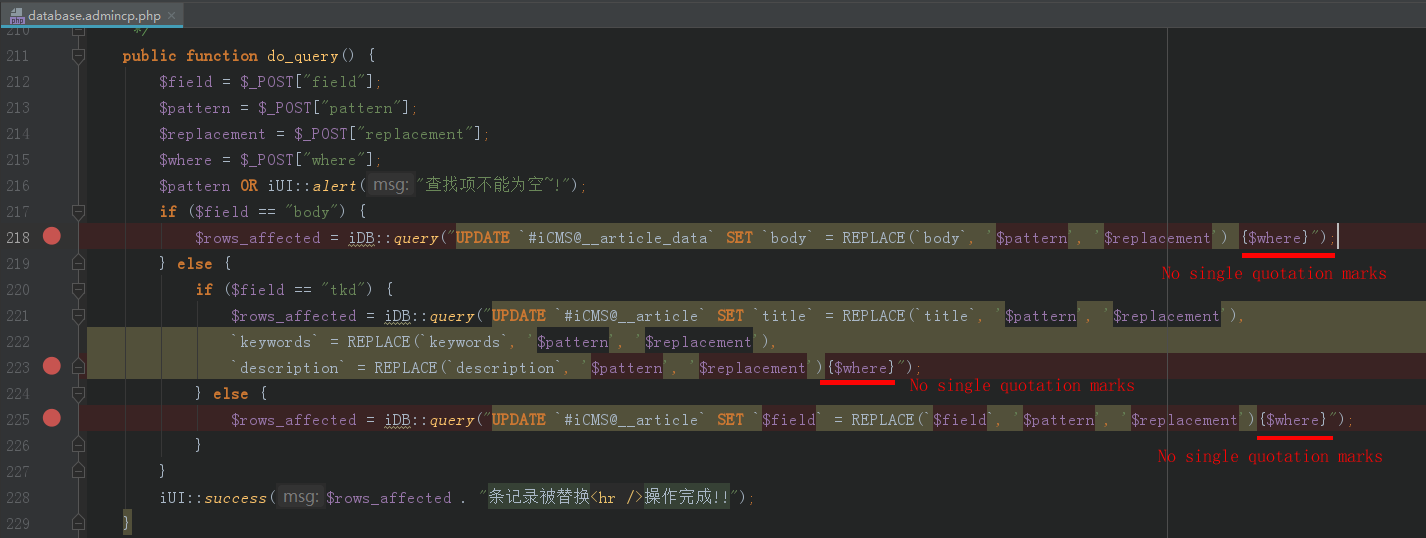 database.admincp.php
210 */
211 public function do_query() {
212 $field = $_POST["field"];
213 $pattern = $_POST["pattern"];
214 $replacement = $_POST["replacement"];
215 $where = $_POST["where"];
216 $pattern OR iUI::alert( msg: "查找项不能为空~!");
217 if ($field == "body") {
218 $rows_affected = iDB::query("UPDATE `#iCMS@__article_data` SET `body` = REPLACE(`body`, '$pattern', '$replacement') {$where}");
No single quotation marks
219 } else {
220 if ($field == "tkd") {
221 $rows_affected = iDB::query("UPDATE `#iCMS@__article` SET `title` = REPLACE(`title`, '$pattern', '$replacement'),
222 `keywords` = REPLACE(`keywords`, '$pattern', '$replacement'),
223 `description` = REPLACE(`description`, '$pattern', '$replacement'){$where}");
No single quotation marks
224 } else {
225 $rows_affected = iDB::query("UPDATE `#iCMS@__article` SET `$field` = REPLACE(`$field`, '$pattern', '$replacement'){$where}");
No single quotation marks
226 }
227 }
228 iUI::success( msg: $rows_affected . "条记录被替换<hr />操作完成!!");
229 }